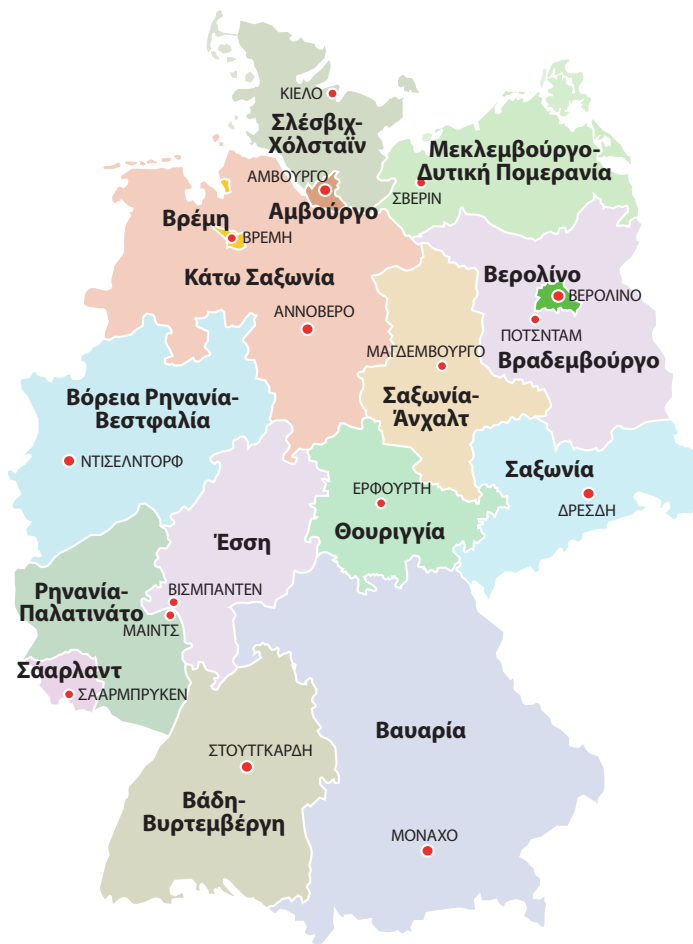 ΚΙΕΛΟ
Σλέσβιχ-
Χόλσταϊν
Μεκλεμβούργο-
Δυτική Πομερανία
ΑΜΒΟΥΡΓΟ
ΣΒΕΡΙΝ
Αμβούργο
Βρέμη
ΒΡΕΜΗ
Κάτω Σαξωνία
Βερολίνο
ΒΕΡΟΛΙΝΟ
ΑΝΝΟΒΕΡΟ
ΠΟΤΣΝΤΑΜ
Βραδεμβούργο
ΜΑΓΔΕΜΒΟΥΡΓΟ
Βόρεια Ρηνανία-
Βεστφαλία
Σαξωνία-
Άνχαλτ
ΝΤΙΣΕΛΝΤΟΡΦ
Σαξωνία
ΕΡΦΟΥΡΤΗ
ΔΡΕΣΔΗ
Θουριγγία
Έσση
Ρηνανία-
Παλατινάτο
ΒΙΣΜΠΑΝΤΕΝ
ΜΑΙΝΤΣ
Σάαρλαντ
ΣΑΑΡΜΠΡΥΚΕΝ
Βαυαρία
ΣΤΟΥΤΓΚΑΡΔΗ
Βάδη-
Βυρτεμβέργη
ΜΟΝΑΧΟ